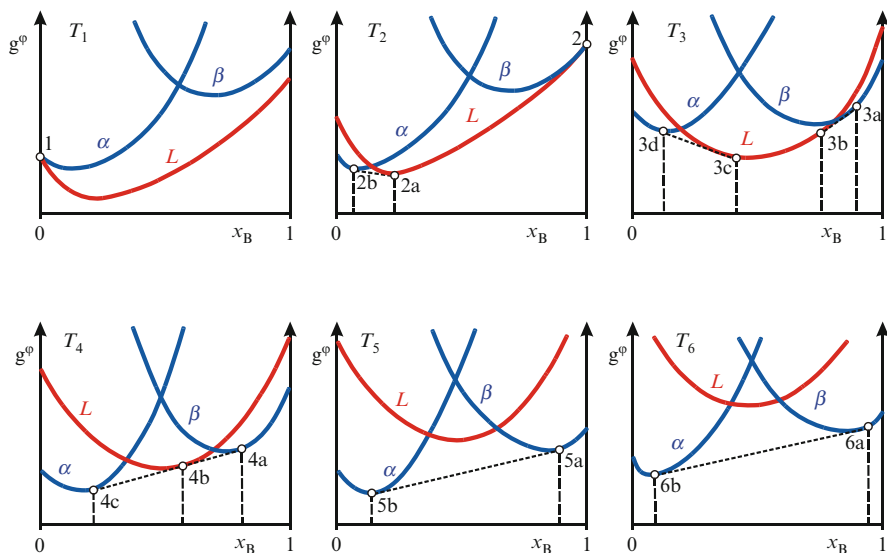 g^φ T₁ β α 1 L
0 x_B 1
T₂ 2 β α L 2b 2a
0 x_B 1
T₃ α β L 3a 3b 3d 3c
0 x_B 1
g^φ T₄ L β α 4a 4b 4c
0 x_B 1
T₅ L β α 5a 5b
0 x_B 1
T₆ L β α 6a 6b
0 x_B 1